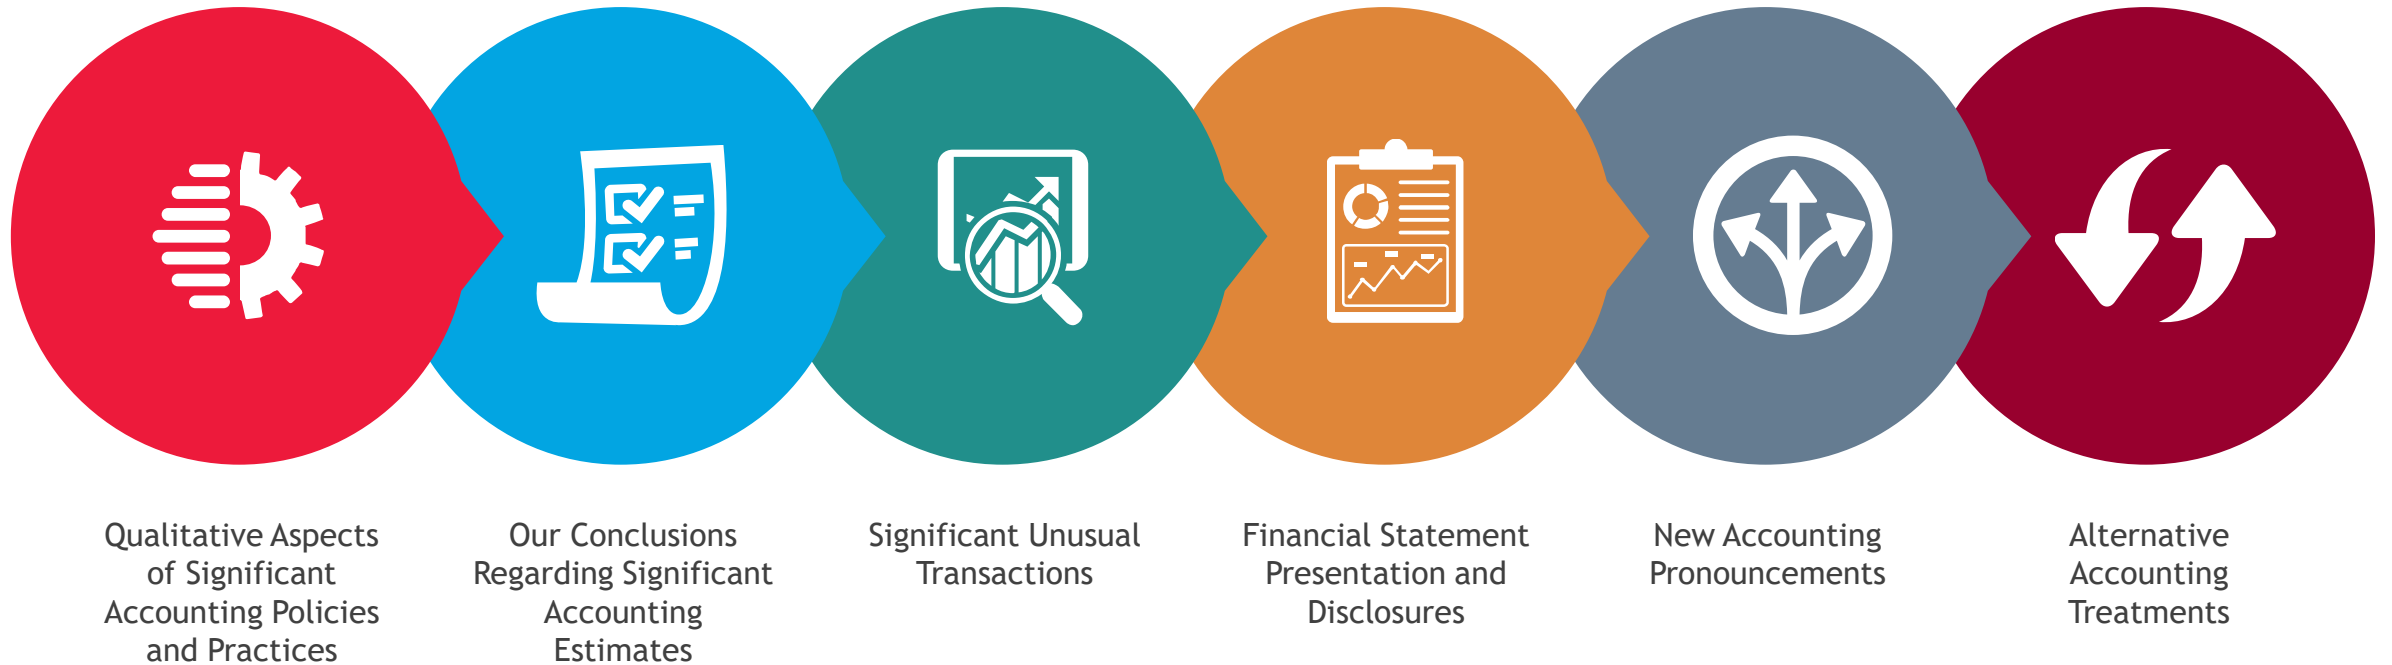 Qualitative Aspects
of Significant
Accounting Policies
and Practices
Our Conclusions
Regarding Significant
Accounting
Estimates
Significant Unusual
Transactions
Financial Statement
Presentation and
Disclosures
New Accounting
Pronouncements
Alternative
Accounting
Treatments